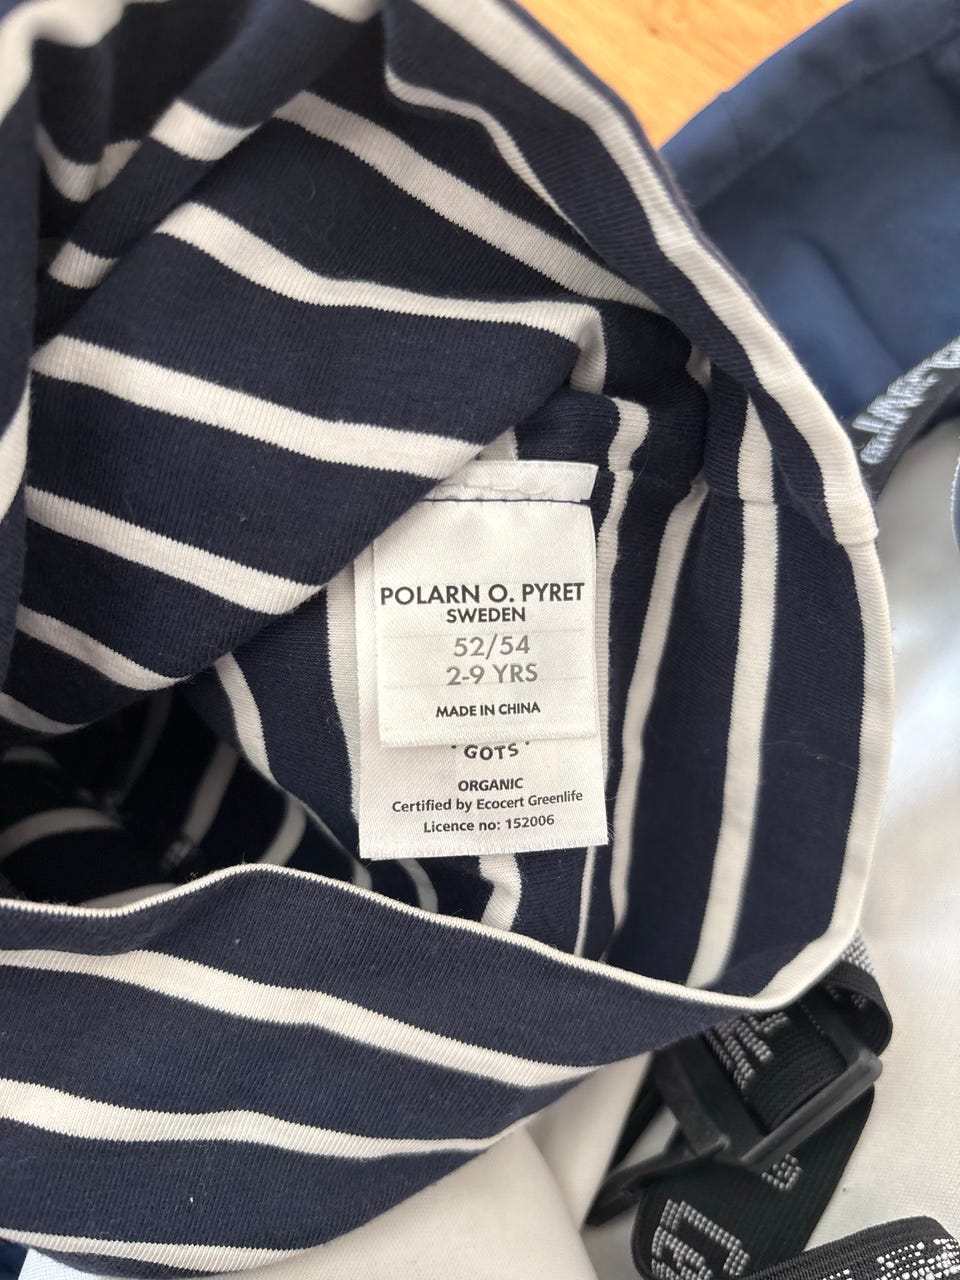 POLARN O. PYRET
SWEDEN
52/54
2-9 YRS
MADE IN CHINA
GOTS
ORGANIC
Certified by Ecocert Greenlife
Licence no: 152006